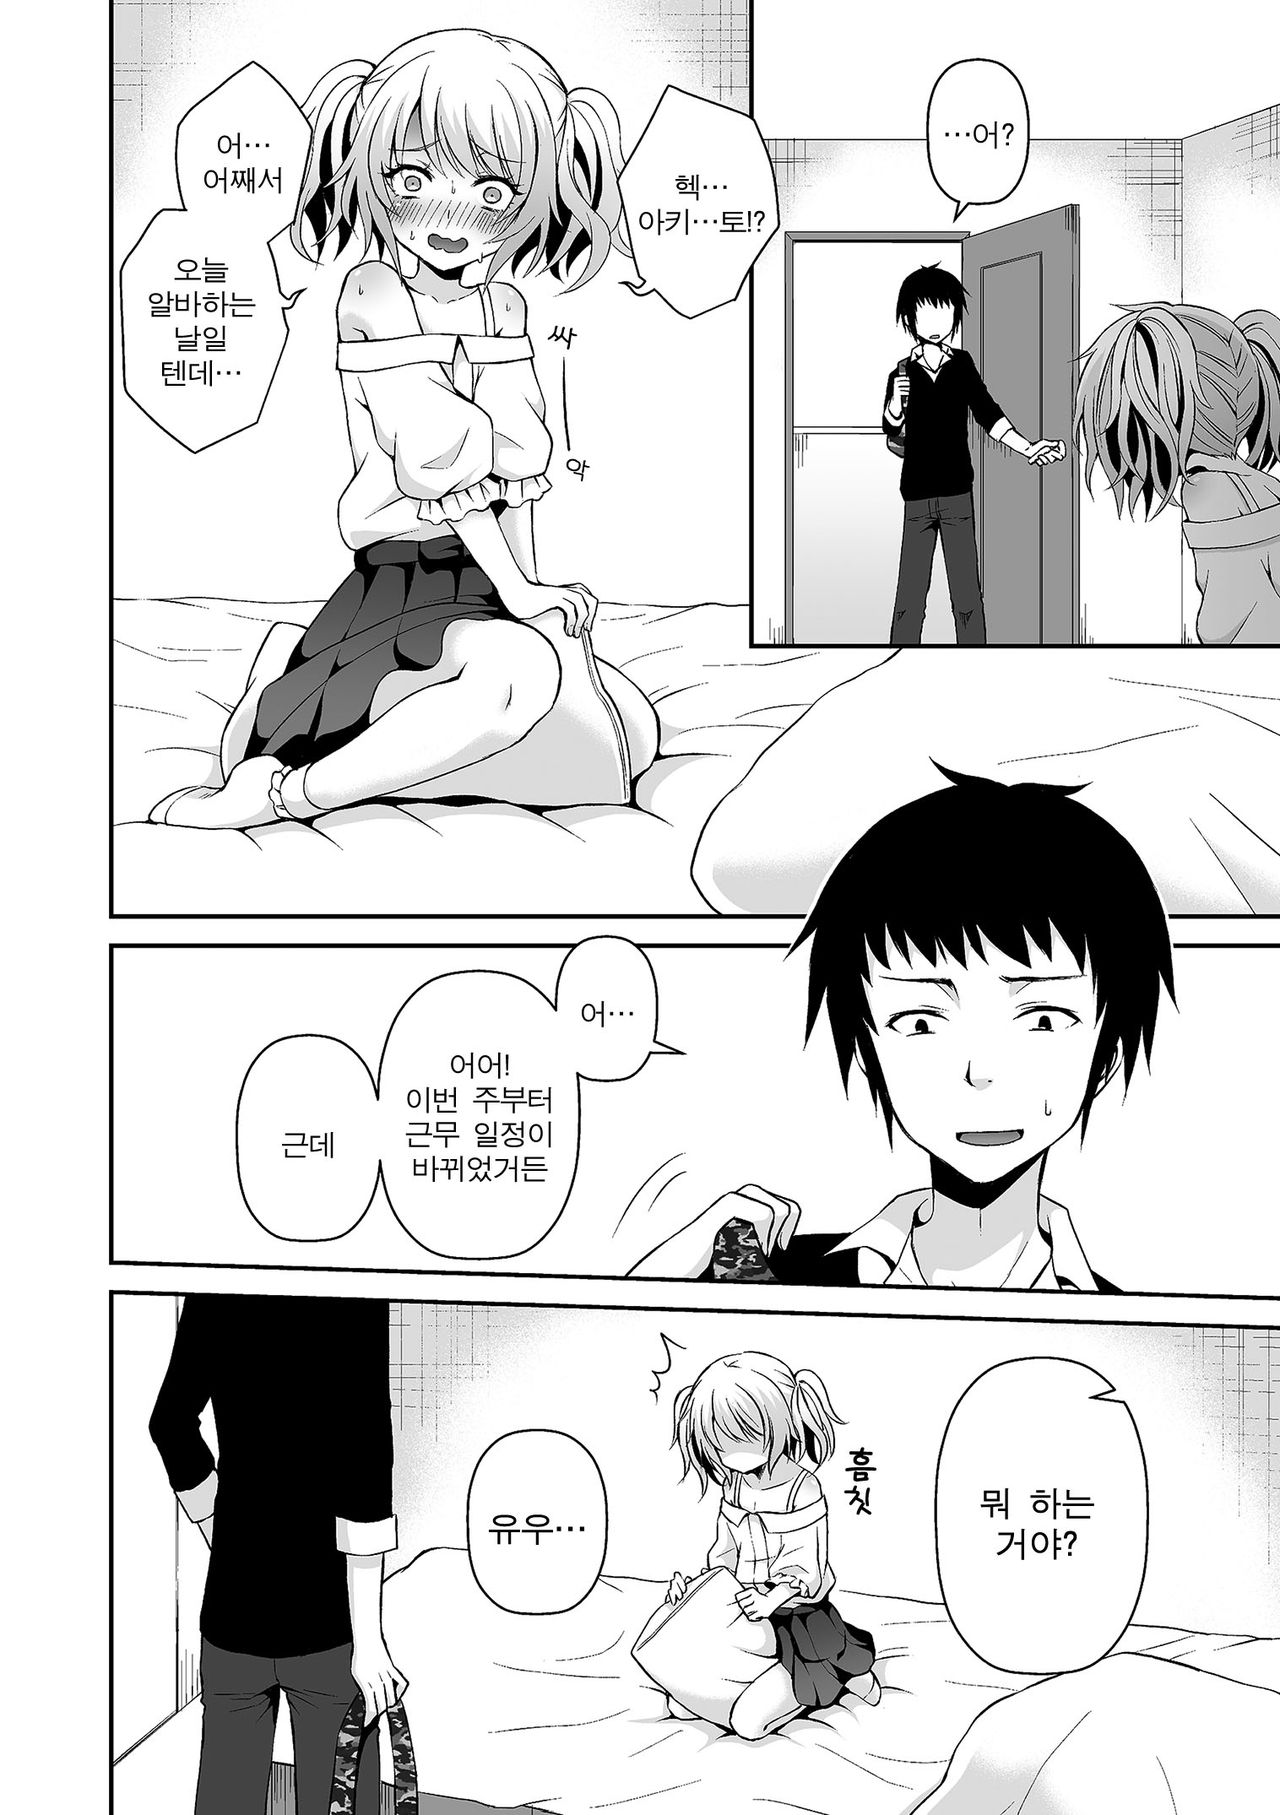 …어?
헥…
아키…토!?
어…
어째서
오늘
알바하는
날일
텐데…
싸
악
어…
어어!
이번 주부터
근무 일정이
바뀌었거든
근데
뭐 하는
거야?
흠
칫
유우…